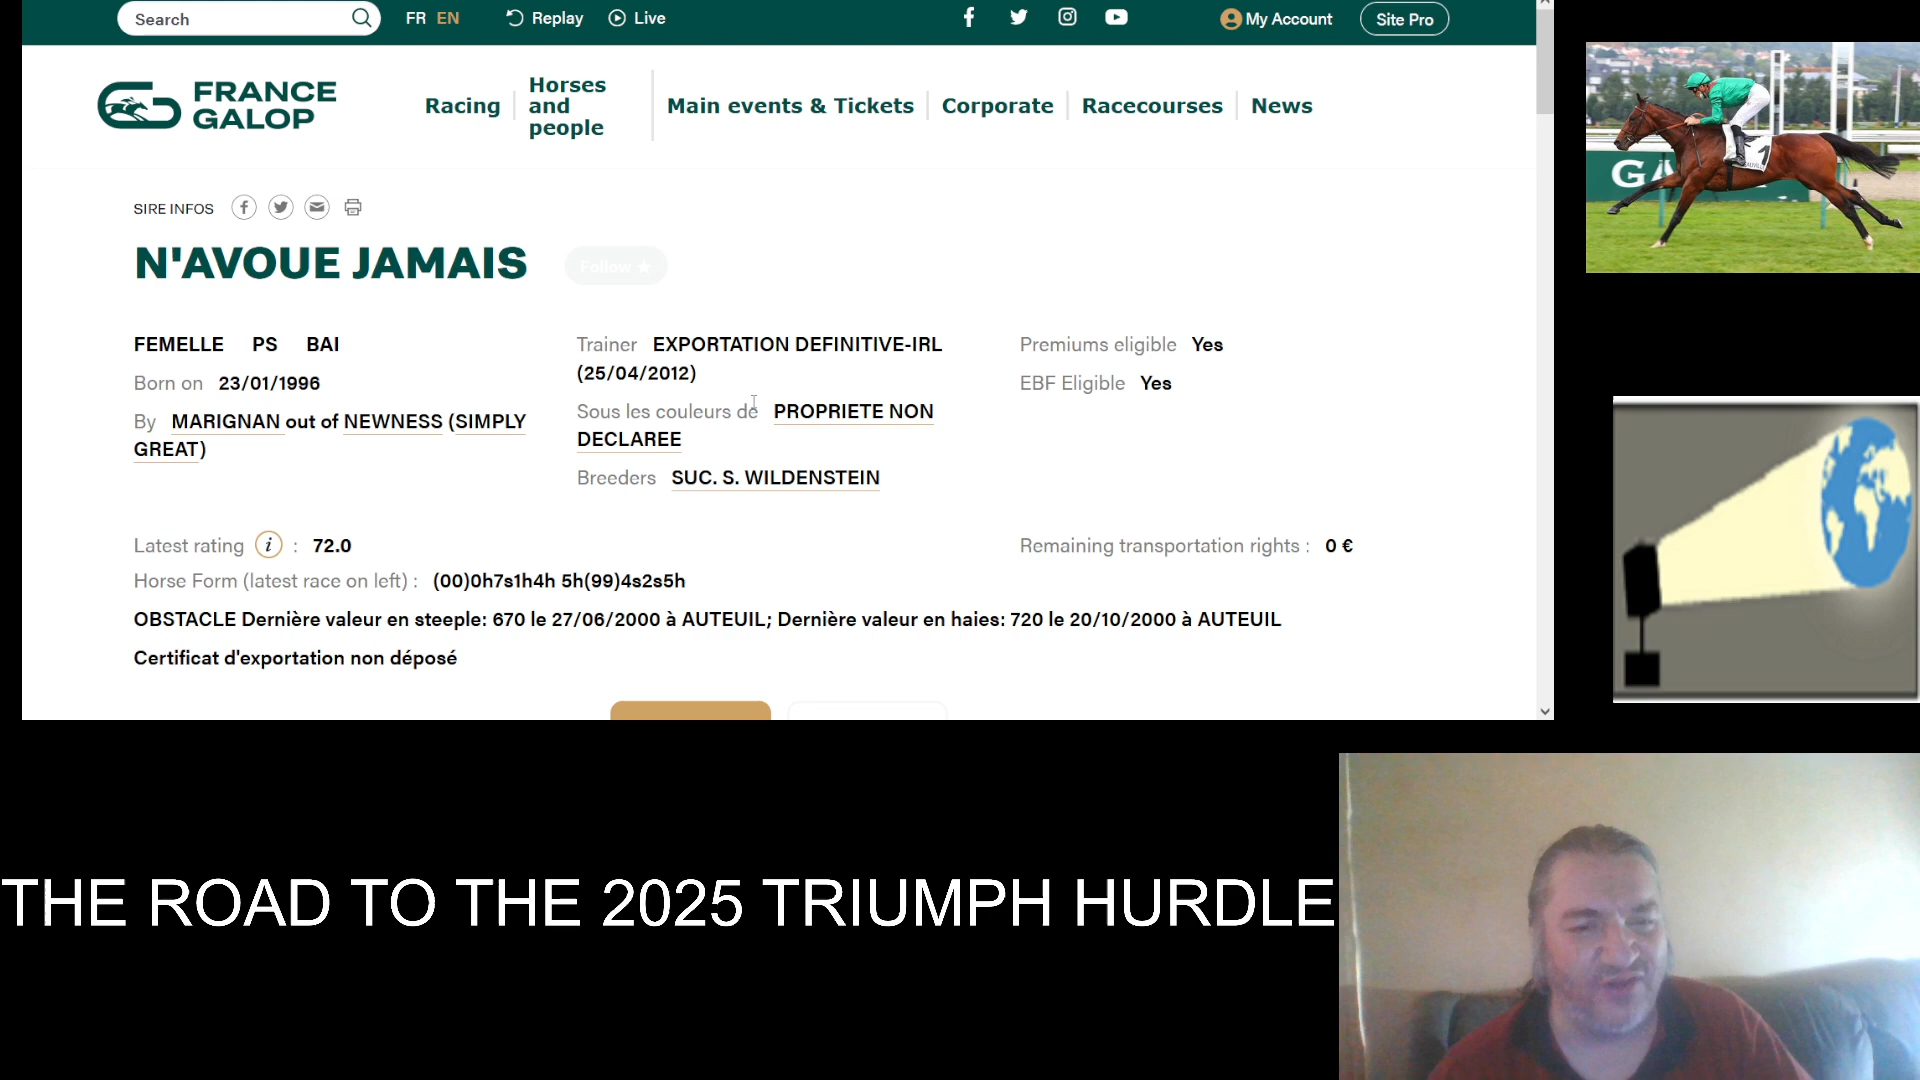 Search
FR EN
Replay
Live
My Account
Site Pro
FRANCE
GALOP
Racing
Horses
and
people
Main events & Tickets
Corporate
Racecourses
News
SIRE INFOS
N'AVOUE JAMAIS
Follow
FEMELLE PS BAI
Born on 23/01/1996
By MARIGNAN out of NEWNESS (SIMPLY
GREAT)
Trainer EXPORTATION DEFINITIVE-IRL
(25/04/2012)
Sous les couleurs de PROPRIETE NON
DECLAREE
Breeders SUC. S. WILDENSTEIN
Premiums eligible Yes
EBF Eligible Yes
Latest rating i : 72.0
Remaining transportation rights : 0 €
Horse Form (latest race on left) : (00)0h7s1h4h 5h(99)4s2s5h
OBSTACLE Dernière valeur en steeple: 670 le 27/06/2000 à AUTEUIL; Dernière valeur en haies: 720 le 20/10/2000 à AUTEUIL
Certificat d'exportation non déposé
GA
1
THE ROAD TO THE 2025 TRIUMPH HURDLE